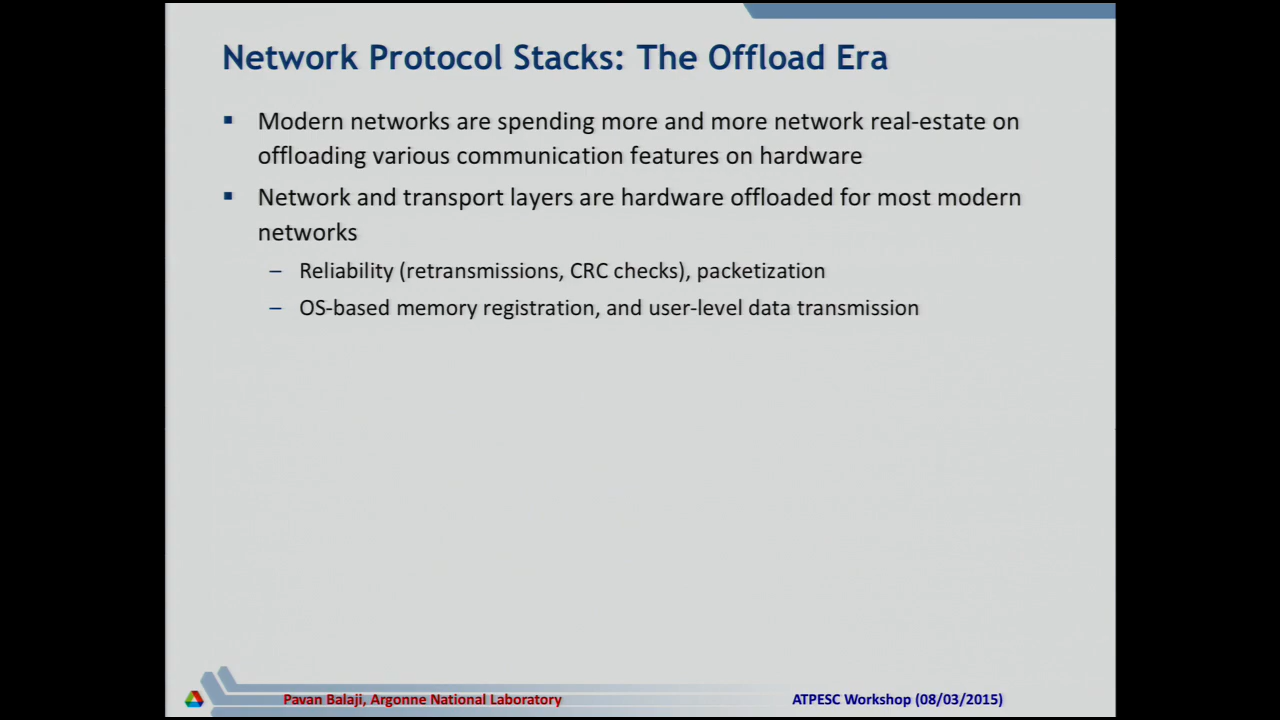 Network Protocol Stacks: The Offload Era
▪ Modern networks are spending more and more network real-estate on
offloading various communication features on hardware
▪ Network and transport layers are hardware offloaded for most modern
networks
– Reliability (retransmissions, CRC checks), packetization
– OS-based memory registration, and user-level data transmission
Pavan Balaji, Argonne National Laboratory
ATPESC Workshop (08/03/2015)